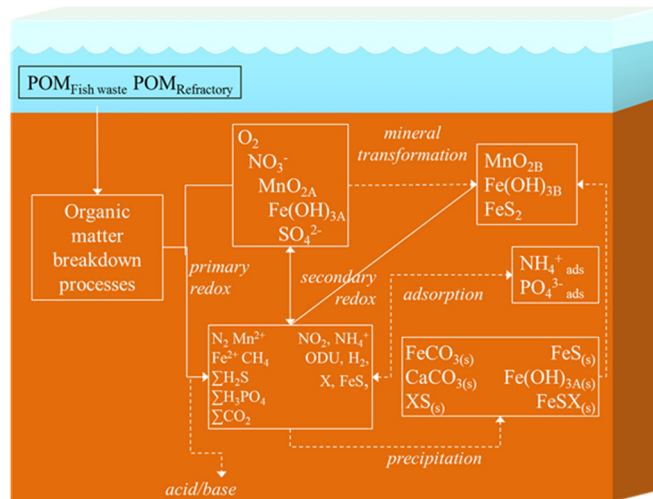 POM_Fish waste POM_Refractory
O₂
NO₃⁻
MnO₂A
Fe(OH)₃A
SO₄²⁻
mineral
transformation
MnO₂B
Fe(OH)₃B
FeS₂
Organic
matter
breakdown
processes
primary
redox
secondary
redox
adsorption
NH₄⁺ ads
PO₄³⁻ ads
N₂ Mn²⁺
Fe²⁺ CH₄
∑H₂S
∑H₃PO₄
∑CO₂
NO₂, NH₄⁺
ODU, H₂,
X, FeS,
FeCO₃(s)
CaCO₃(s)
XS(s)
FeS(s)
Fe(OH)₃A(s)
FeSX(s)
precipitation
acid/base